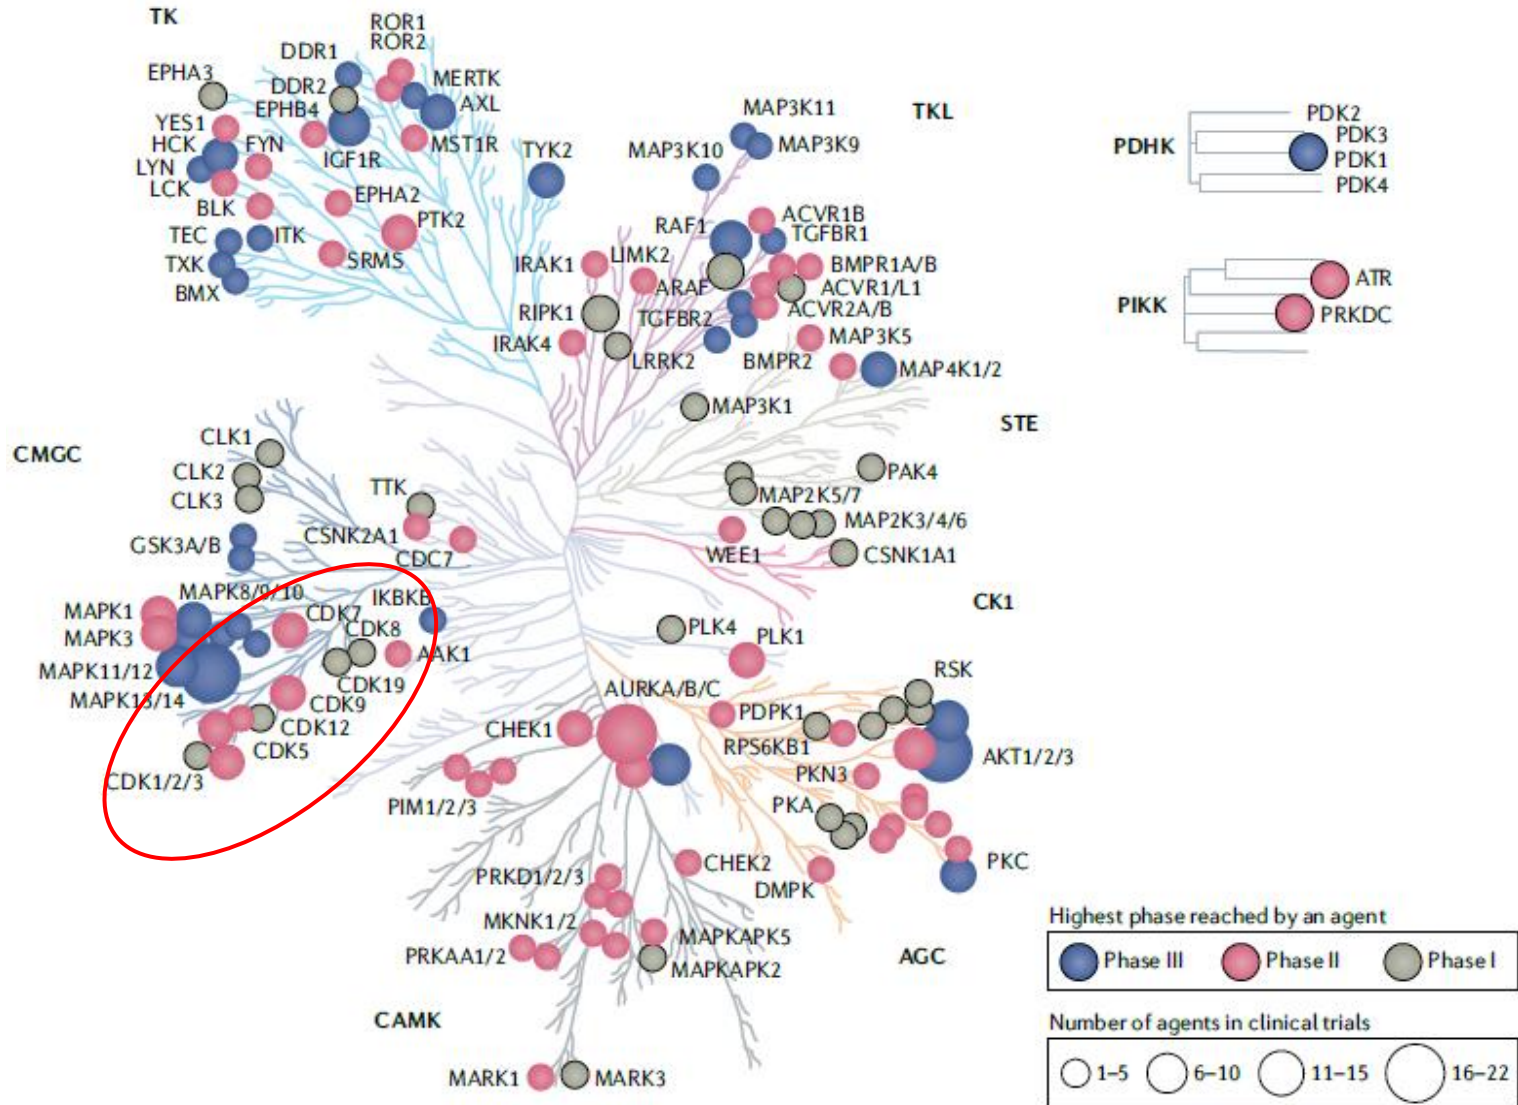 TK
ROR1
ROR2
DDR1
EPHA3
DDR2
MERTK
EPHB4
AXL
YES1
HCK
FYN
MST1R
LYN
IGF1R
LCK
TYK2
EPHA2
BLK
PTK2
TEC
ITK
TXK
SRMS
BMX
MAP3K11
TKL
MAP3K10
MAP3K9
RAF1
ACVR1B
TGFBR1
IRAK1
LIMK2
BMPR1A/B
ARAF
ACVR1/L1
RIPK1
TGFBR2
ACVR2A/B
IRAK4
MAP3K5
LRRK2
BMPR2
MAP4K1/2
MAP3K1
STE
PDHK
PDK2
PDK3
PDK1
PDK4
PIKK
ATR
PRKDC
CMGC
CLK1
CLK2
CLK3
TTK
GSK3A/B
CSNK2A1
CDC7
PAK4
MAP2K5/7
MAP2K3/4/6
WEE1
CSNK1A1
CK1
MAPK8/9/10
IKBKB
MAPK1
CDK7
MAPK3
CDK8
AAK1
MAPK11/12
CDK19
MAPK13/14
CDK9
CDK12
CDK5
CDK1/2/3
PLK4
PLK1
RSK
AURKA/B/C
CHEK1
PDPK1
RPS6KB1
AKT1/2/3
PKN3
PIM1/2/3
PKA
PKC
CHEK2
PRKD1/2/3
DMPK
MKNK1/2
MAPKAPK5
PRKAA1/2
MAPKAPK2
AGC
CAMK
MARK1
MARK3
Highest phase reached by an agent
Phase III Phase II Phase I
Number of agents in clinical trials
1–5 6–10 11–15 16–22